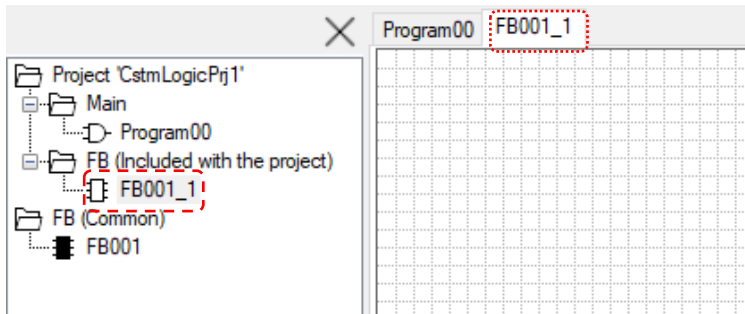 Program00 FB001_1
Project 'CstmLogicPrj1'
Main
Program00
FB (Included with the project)
FB001_1
FB (Common)
FB001